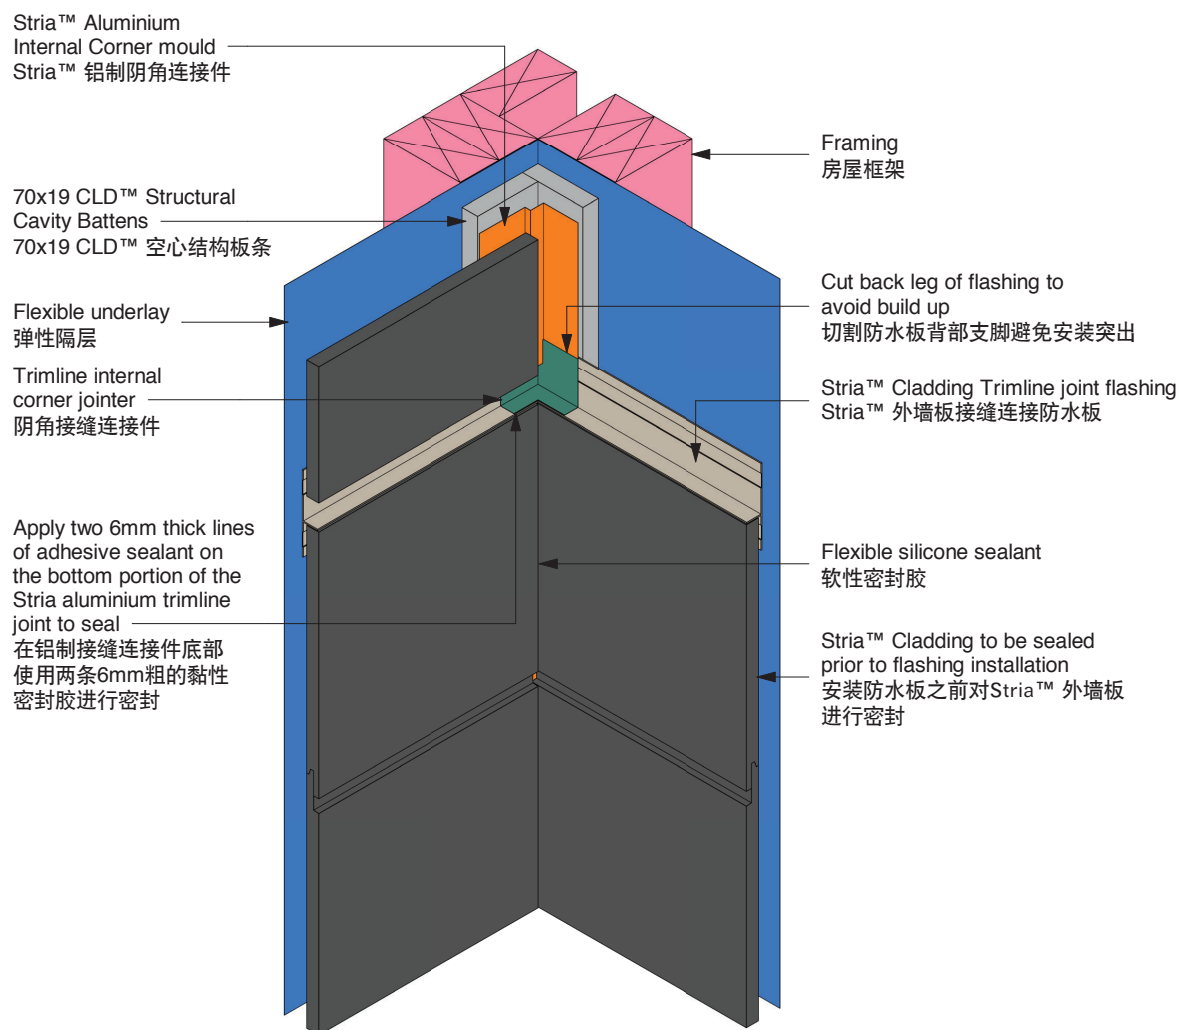 Stria™ Aluminium
Internal Corner mould
Stria™ 铝制阴角连接件
70x19 CLD™ Structural
Cavity Battens
70x19 CLD™ 空心结构板条
Flexible underlay
弹性隔层
Trimline internal
corner jointer
阴角接缝连接件
Apply two 6mm thick lines
of adhesive sealant on
the bottom portion of the
Stria aluminium trimline
joint to seal
在铝制接缝连接件底部
使用两条6mm粗的黏性
密封胶进行密封
Framing
房屋框架
Cut back leg of flashing to
avoid build up
切割防水板背部支脚避免安装突出
Stria™ Cladding Trimline joint flashing
Stria™ 外墙板接缝连接防水板
Flexible silicone sealant
软性密封胶
Stria™ Cladding to be sealed
prior to flashing installation
安装防水板之前对Stria™ 外墙板
进行密封